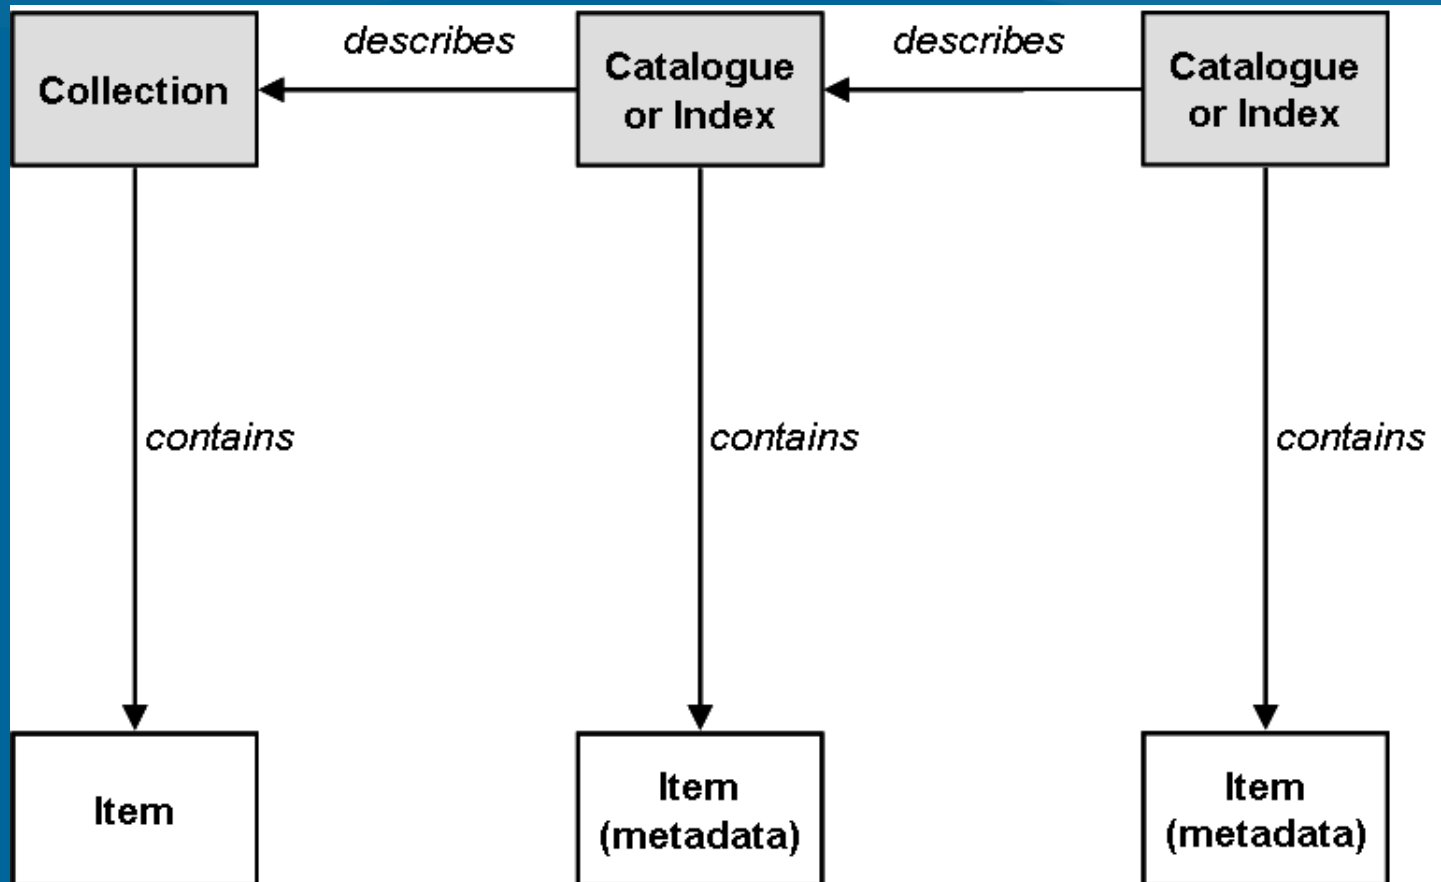 describes
describes
Collection
Catalogue
or Index
Catalogue
or Index
contains
contains
contains
Item
Item
(metadata)
Item
(metadata)